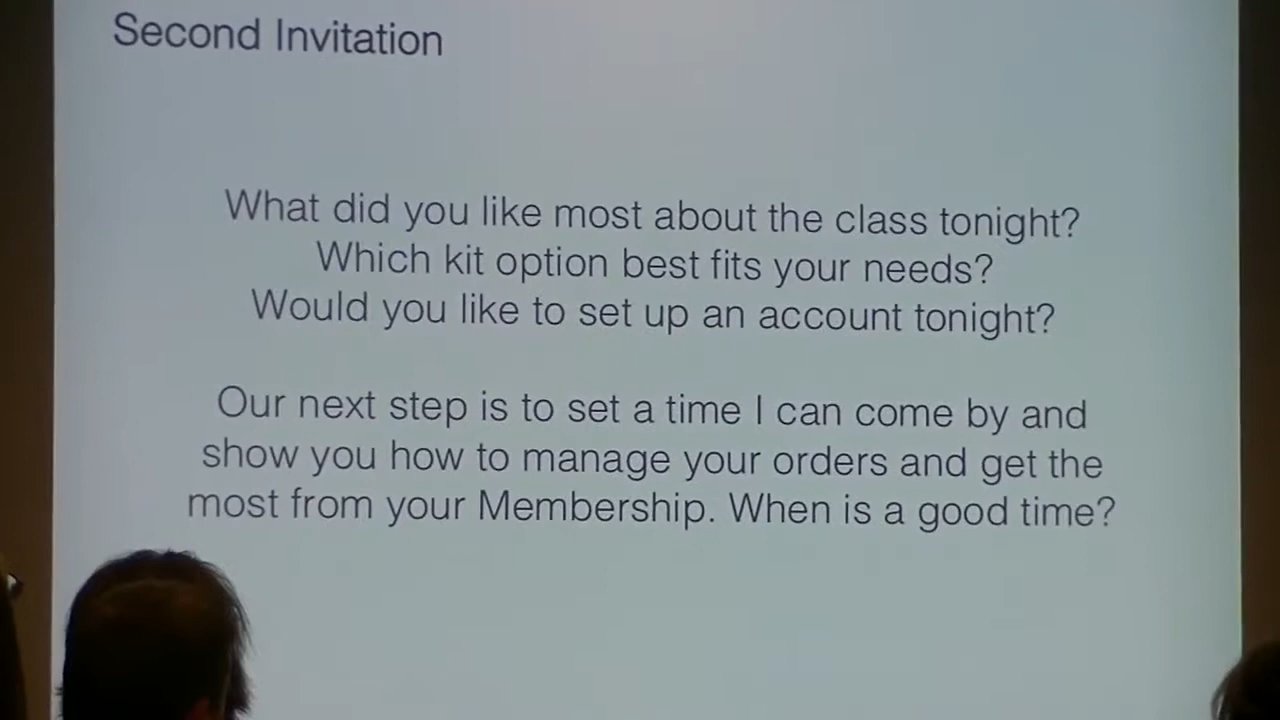 Second Invitation
What did you like most about the class tonight?
Which kit option best fits your needs?
Would you like to set up an account tonight?
Our next step is to set a time I can come by and
show you how to manage your orders and get the
most from your Membership. When is a good time?